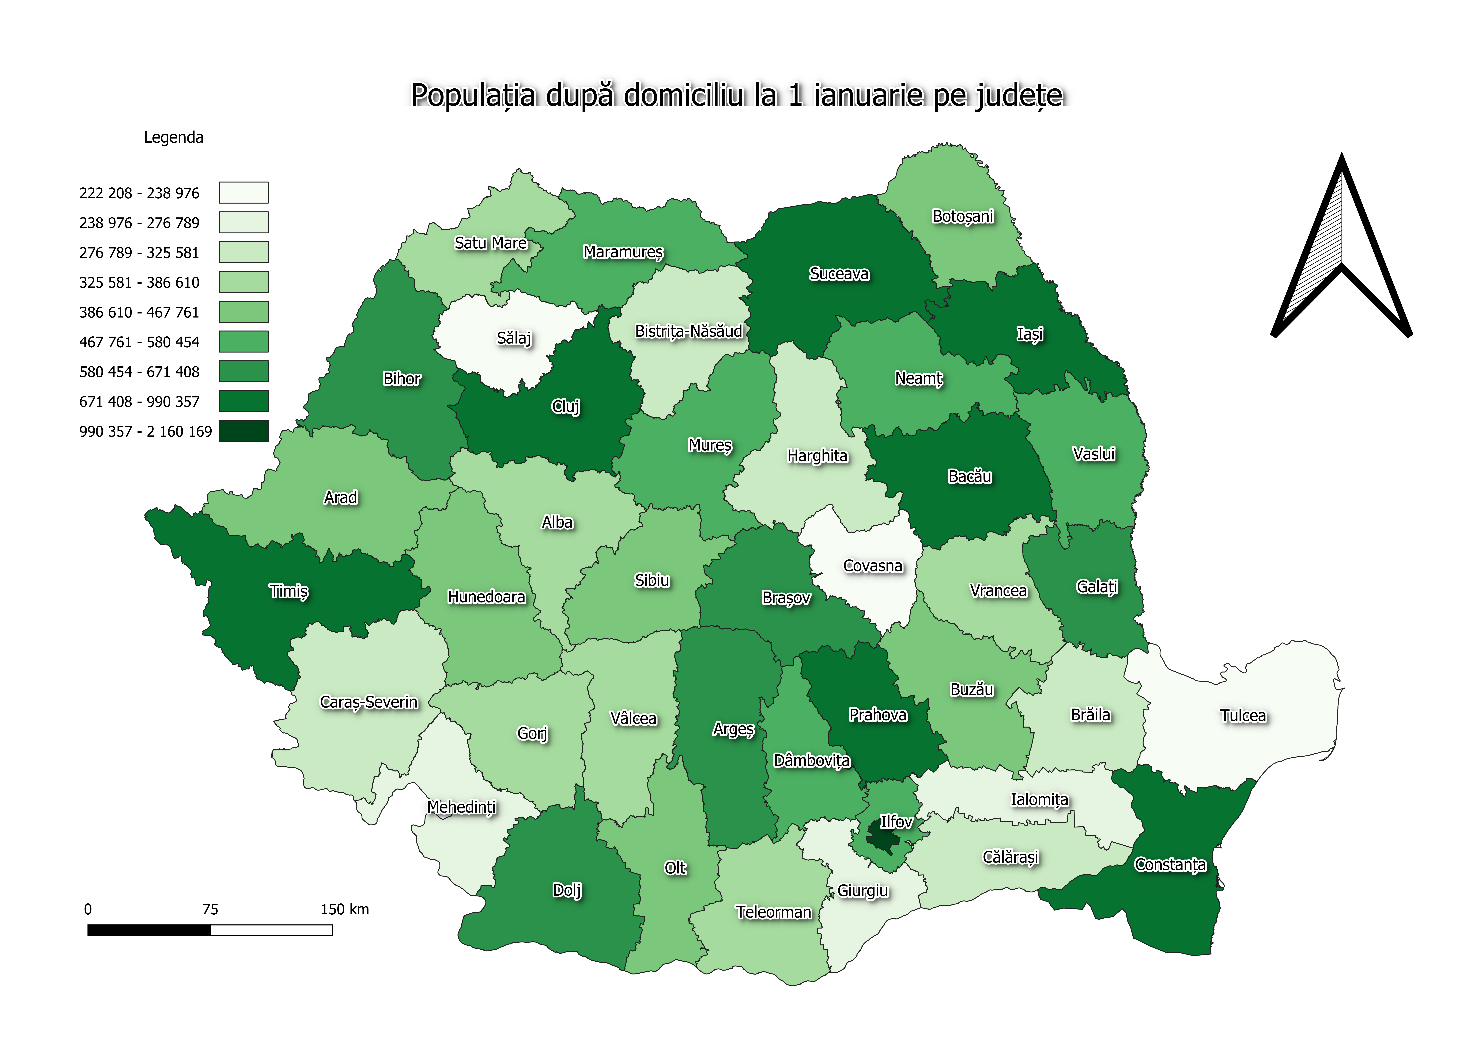 Populația după domiciliu la 1 ianuarie pe județe
Legenda
222 208 - 238 976
238 976 - 276 789
276 789 - 325 581
325 581 - 386 610
386 610 - 467 761
467 761 - 580 454
580 454 - 671 408
671 408 - 990 357
990 357 - 2 160 169
Botoșani
Satu Mare
Maramureș
Suceava
Bistrița-Năsăud
Iași
Sălaj
Bihor
Neamț
Cluj
Mureș
Harghita
Vaslui
Bacău
Arad
Alba
Covasna
Sibiu
Timiș
Hunedoara
Brașov
Vrancea
Galați
Caraș-Severin
Buzău
Gorj
Vâlcea
Argeș
Prahova
Brăila
Tulcea
Dâmbovița
Mehedinți
Ialomița
Ilfov
Călărași
Constanța
Olt
Dolj
Giurgiu
Teleorman
0 75 150 km